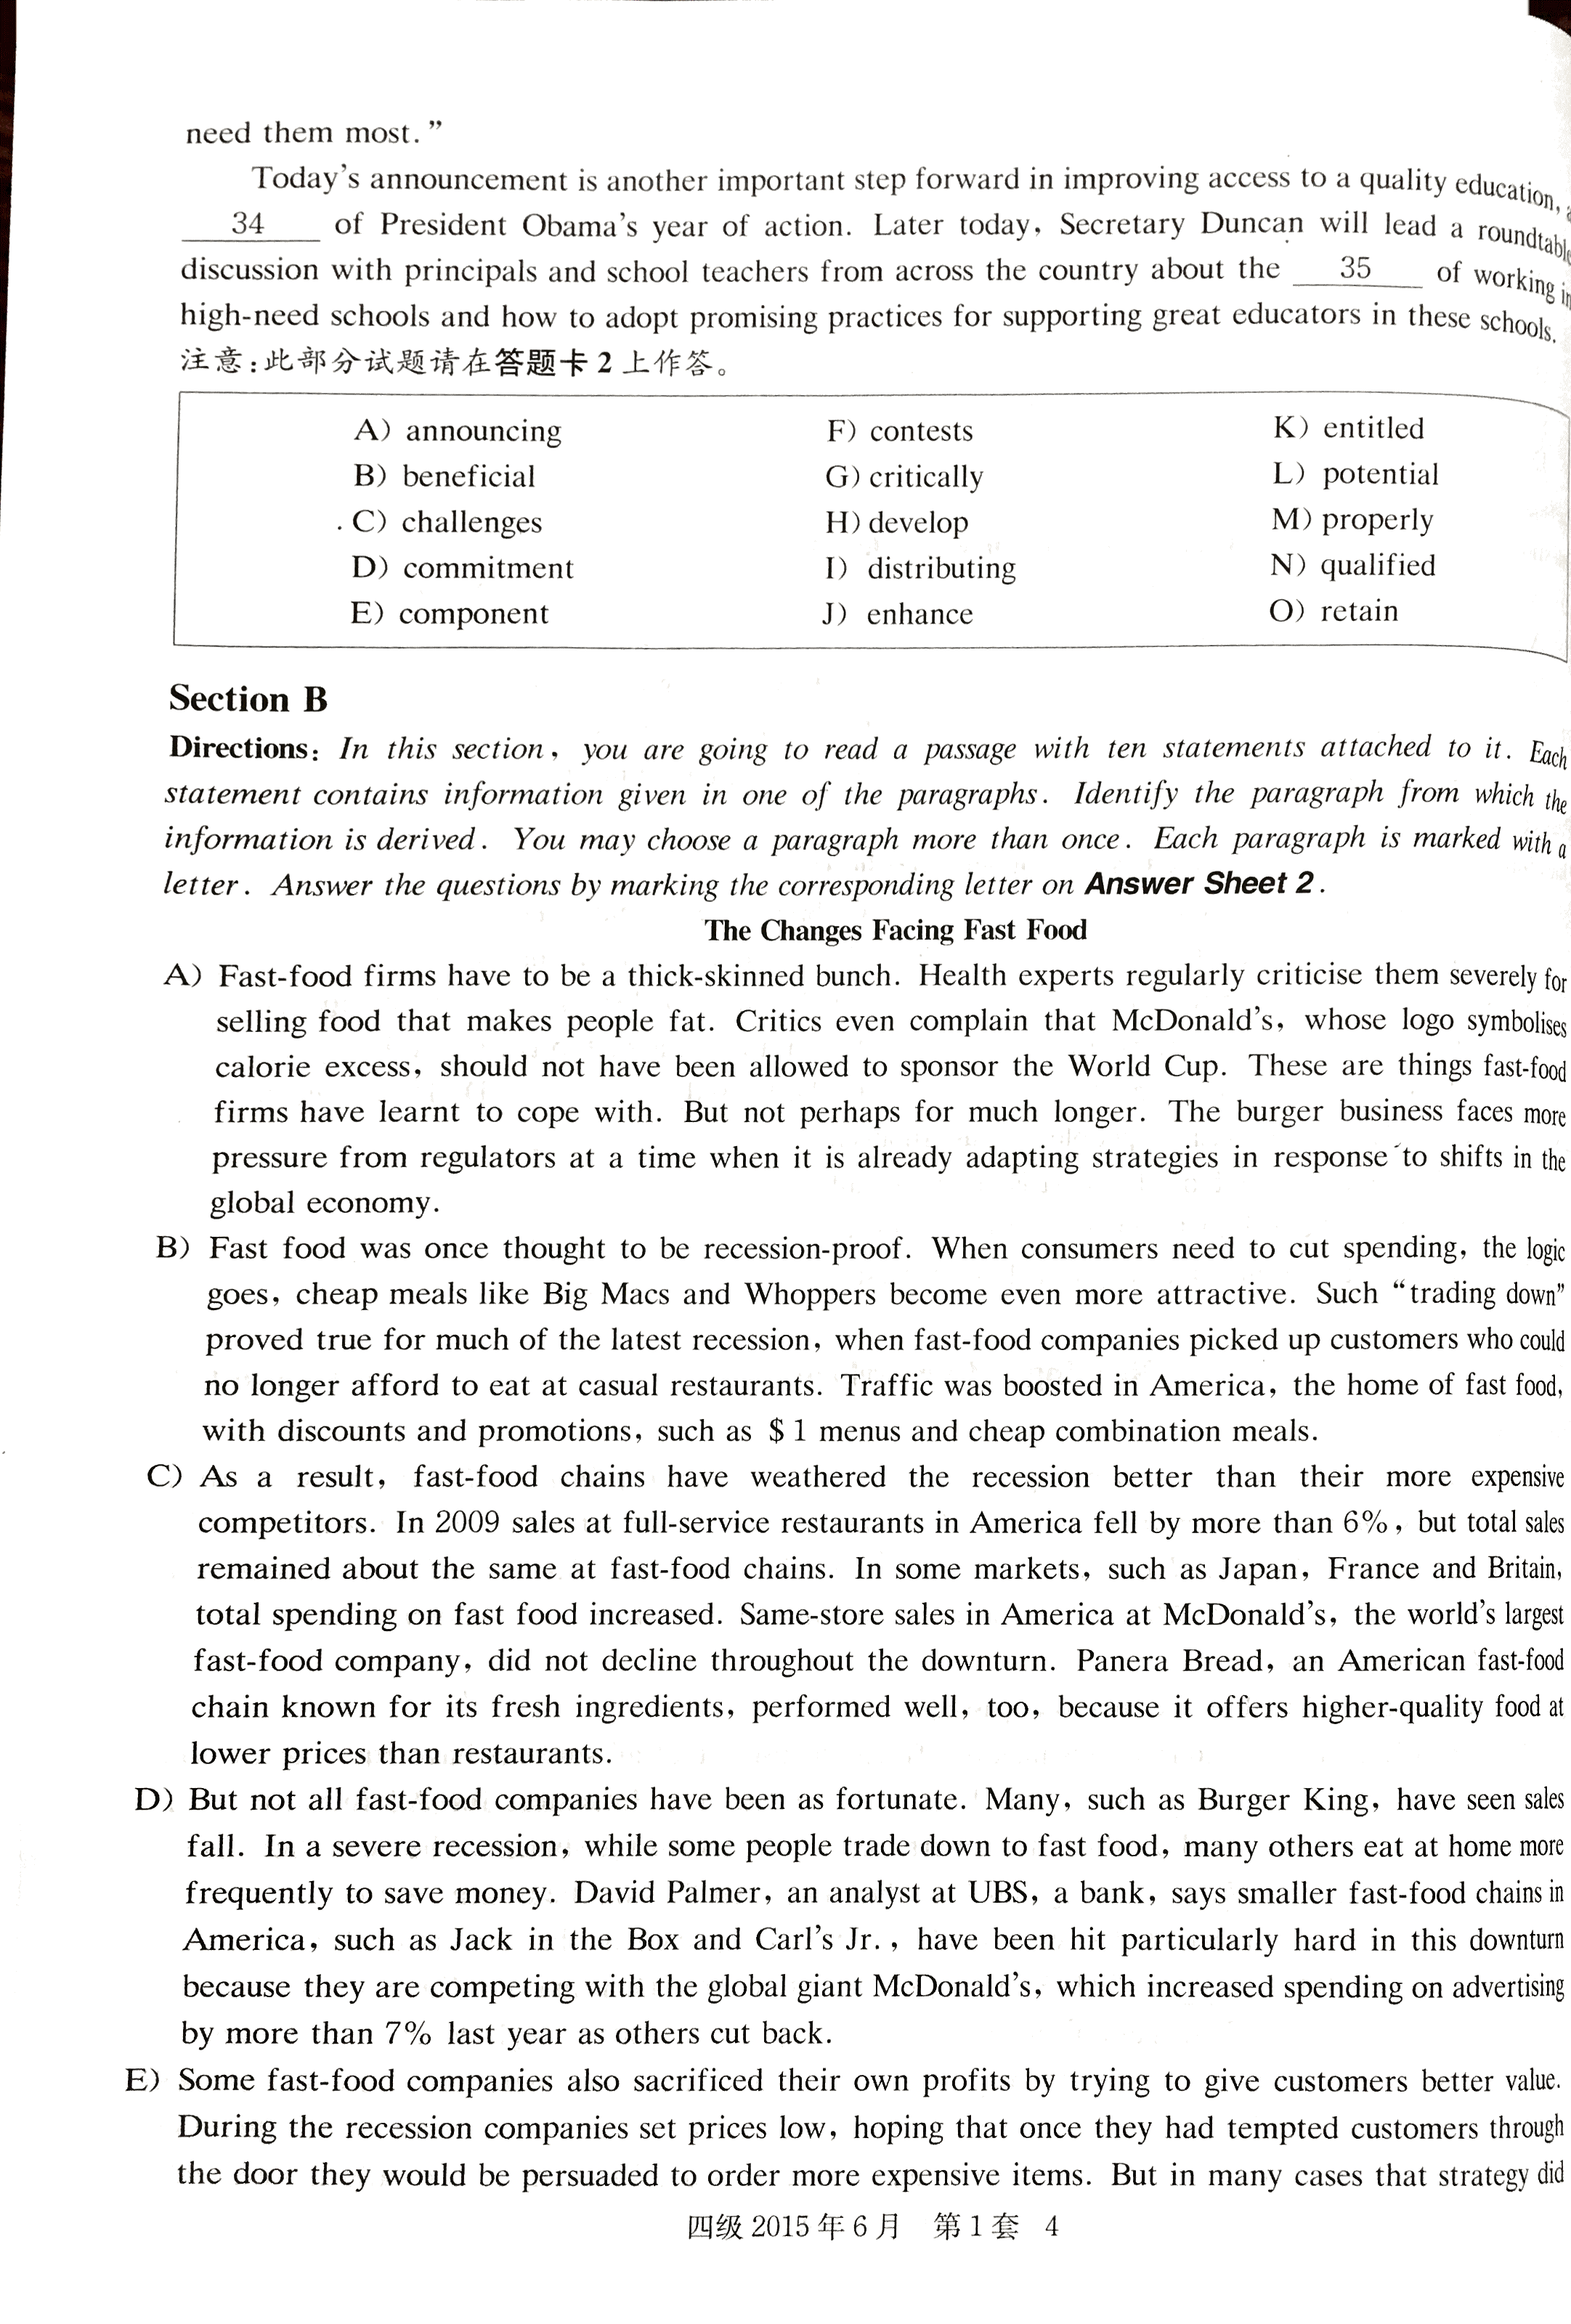 need them most.”
Today’s announcement is another important step forward in improving access to a quality education,
34 of President Obama’s year of action. Later today, Secretary Duncan will lead a roundtable
discussion with principals and school teachers from across the country about the 35 of working in
high-need schools and how to adopt promising practices for supporting great educators in these schools.
注意:此部分试题请在答题卡 2 上作答。
A) announcing F) contests K) entitled
B) beneficial G) critically L) potential
C) challenges H) develop M) properly
D) commitment I) distributing N) qualified
E) component J) enhance O) retain
Section B
Directions: In this section, you are going to read a passage with ten statements attached to it. Each
statement contains information given in one of the paragraphs. Identify the paragraph from which the
information is derived. You may choose a paragraph more than once. Each paragraph is marked with a
letter. Answer the questions by marking the corresponding letter on Answer Sheet 2.
The Changes Facing Fast Food
A) Fast-food firms have to be a thick-skinned bunch. Health experts regularly criticise them severely for
selling food that makes people fat. Critics even complain that McDonald’s, whose logo symbolises
calorie excess, should not have been allowed to sponsor the World Cup. These are things fast-food
firms have learnt to cope with. But not perhaps for much longer. The burger business faces more
pressure from regulators at a time when it is already adapting strategies in response to shifts in the
global economy.
B) Fast food was once thought to be recession-proof. When consumers need to cut spending, the logic
goes, cheap meals like Big Macs and Whoppers become even more attractive. Such “trading down”
proved true for much of the latest recession, when fast-food companies picked up customers who could
no longer afford to eat at casual restaurants. Traffic was boosted in America, the home of fast food,
with discounts and promotions, such as $1 menus and cheap combination meals.
C) As a result, fast-food chains have weathered the recession better than their more expensive
competitors. In 2009 sales at full-service restaurants in America fell by more than 6%, but total sales
remained about the same at fast-food chains. In some markets, such as Japan, France and Britain,
total spending on fast food increased. Same-store sales in America at McDonald’s, the world’s largest
fast-food company, did not decline throughout the downturn. Panera Bread, an American fast-food
chain known for its fresh ingredients, performed well, too, because it offers higher-quality food at
lower prices than restaurants.
D) But not all fast-food companies have been as fortunate. Many, such as Burger King, have seen sales
fall. In a severe recession, while some people trade down to fast food, many others eat at home more
frequently to save money. David Palmer, an analyst at UBS, a bank, says smaller fast-food chains in
America, such as Jack in the Box and Carl’s Jr., have been hit particularly hard in this downturn
because they are competing with the global giant McDonald’s, which increased spending on advertising
by more than 7% last year as others cut back.
E) Some fast-food companies also sacrificed their own profits by trying to give customers better value.
During the recession companies set prices low, hoping that once they had tempted customers through
the door they would be persuaded to order more expensive items. But in many cases that strategy did
四级 2015 年 6 月 第 1 套 4